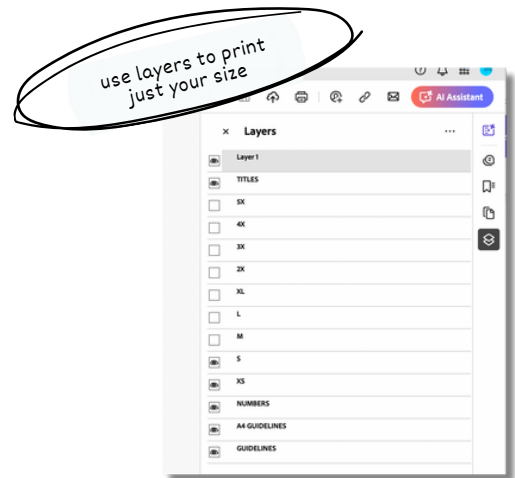 use layers to print
just your size
AI Assistant
× Layers ...
Layer 1
TITLES
5X
4X
3X
2X
XL
L
M
S
XS
NUMBERS
A4 GUIDELINES
GUIDELINES